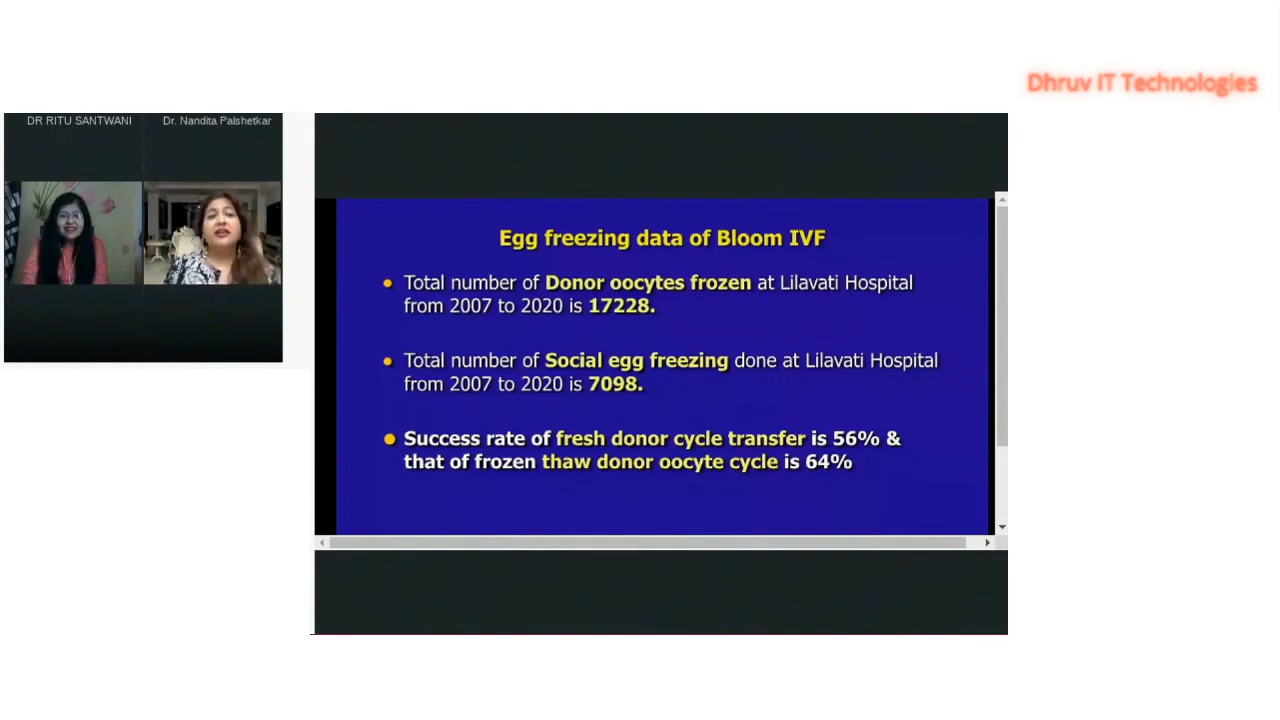 Dhruv IT Technologies
DR RITU SANTWANI
Dr. Nandita Palshetkar
Egg freezing data of Bloom IVF
• Total number of Donor oocytes frozen at Lilavati Hospital
from 2007 to 2020 is 17228.
• Total number of Social egg freezing done at Lilavati Hospital
from 2007 to 2020 is 7098.
• Success rate of fresh donor cycle transfer is 56% &
that of frozen thaw donor oocyte cycle is 64%